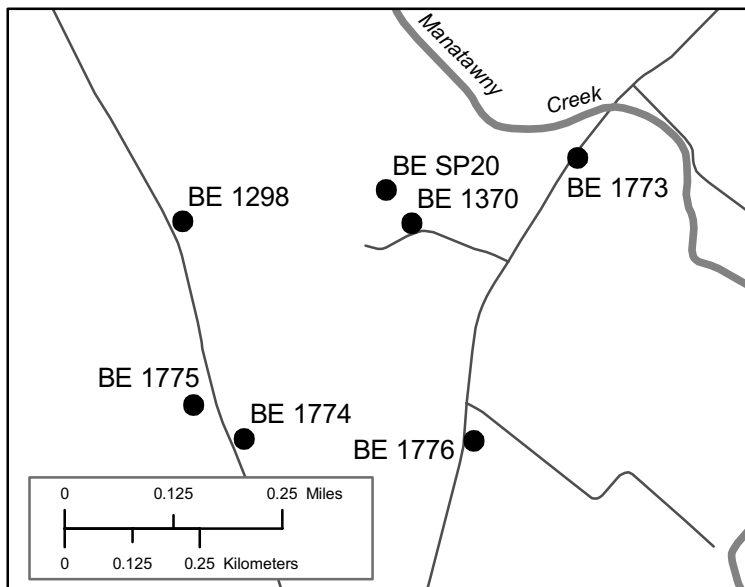 Manatawny
Creek
BE SP20
BE 1773
BE 1298
BE 1370
BE 1775
BE 1774
BE 1776
0 0.125 0.25 Miles
0 0.125 0.25 Kilometers